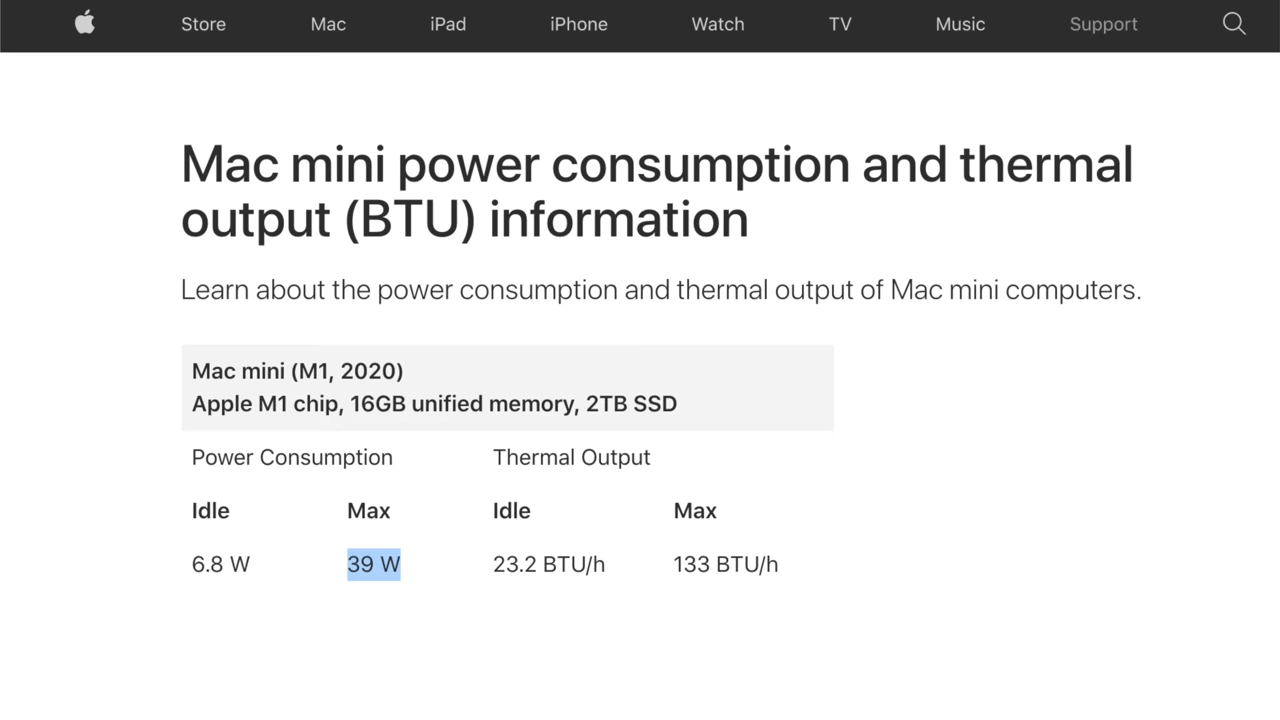 Store Mac iPad iPhone Watch TV Music Support
Mac mini power consumption and thermal
output (BTU) information
Learn about the power consumption and thermal output of Mac mini computers.
Mac mini (M1, 2020)
Apple M1 chip, 16GB unified memory, 2TB SSD
Power Consumption Thermal Output
Idle Max Idle Max
6.8 W 39 W 23.2 BTU/h 133 BTU/h